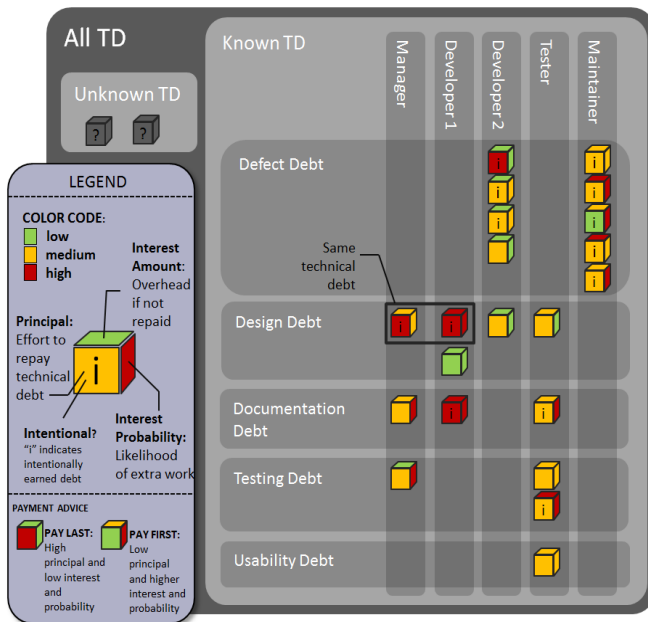 All TD
Unknown TD
?
?
Known TD
Manager
Developer 1
Developer 2
Tester
Maintainer
Defect Debt
i
i
i
i
i
i
i
i
Same
technical
debt
Design Debt
i
i
Documentation
Debt
i
i
Testing Debt
i
Usability Debt
LEGEND
COLOR CODE:
low
medium
high
Interest
Amount:
Overhead
if not
repaid
Principal:
Effort to
repay
technical
debt
i
Intentional?
"i" indicates
intentionally
earned debt
Interest
Probability:
Likelihood
of extra work
PAYMENT ADVICE
PAY LAST:
High
principal and
low interest
and
probability
PAY FIRST:
Low
principal
and higher
interest and
probability